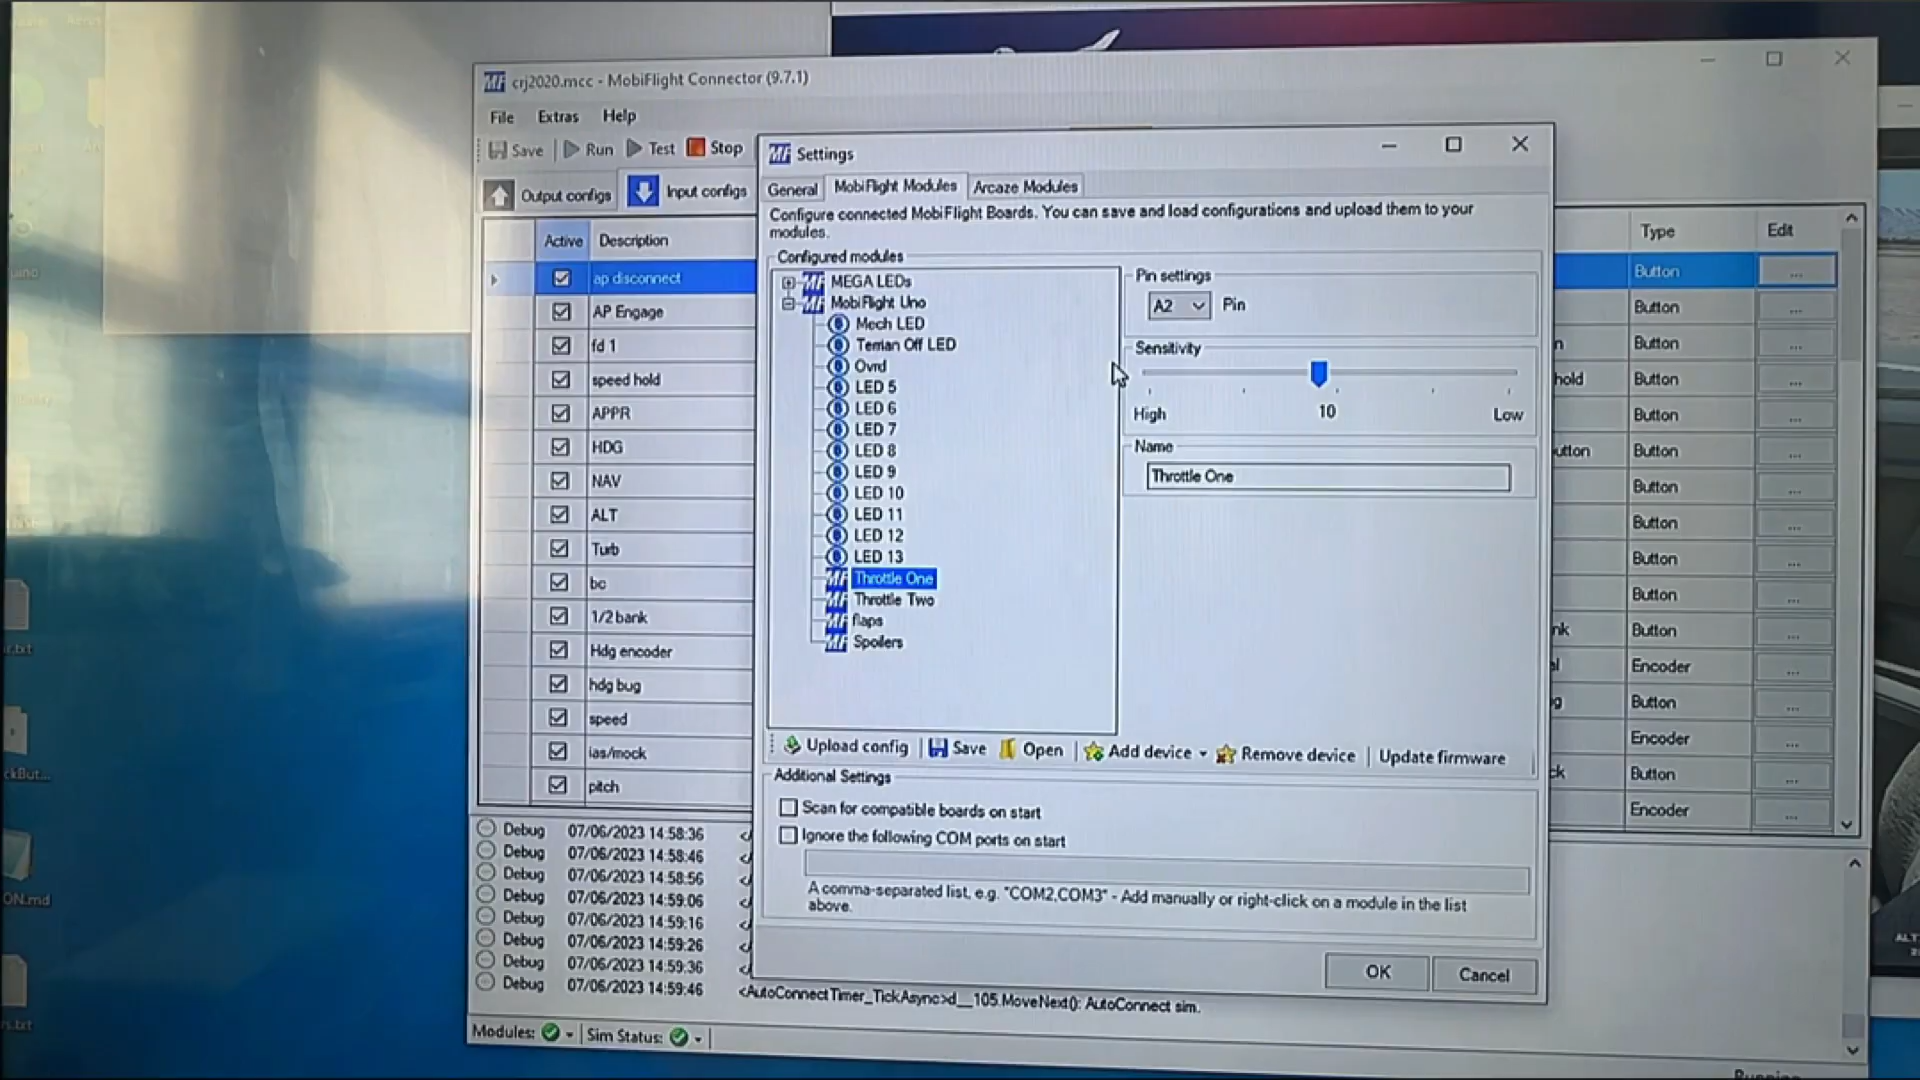 crj2020.mcc - MobiFlight Connector (9.7.1)
File Extras Help
Save Run Test Stop
Output configs Input configs
Active Description
ap disconnect
AP Engage
fd 1
speed hold
APPR
HDG
NAV
ALT
Turb
bc
1/2 bank
Hdg encoder
hdg bug
speed
ias/mock
pitch
Settings
General MobiFlight Modules Arcaze Modules
Configure connected MobiFlight Boards. You can save and load configurations and upload them to your
modules.
Configured modules
MEGA LEDs
MobiFlight Uno
Mech LED
Terrian Off LED
Ovrd
LED 5
LED 6
LED 7
LED 8
LED 9
LED 10
LED 11
LED 12
LED 13
Throttle One
Throttle Two
flaps
Spoilers
Pin settings
A2 Pin
Sensitivity
High 10 Low
Name
Throttle One
Upload config Save Open Add device Remove device Update firmware
Additional Settings
Scan for compatible boards on start
Ignore the following COM ports on start
A comma-separated list, e.g. "COM2,COM3" - Add manually or right-click on a module in the list
above.
OK Cancel
Type Edit
Button ...
Button ...
n Button ...
hold Button ...
Button ...
utton Button ...
Button ...
Button ...
Button ...
Button ...
nk Button ...
el Encoder ...
g Button ...
Encoder ...
ck Button ...
Encoder ...
Debug 07/06/2023 14:58:36
Debug 07/06/2023 14:58:46
Debug 07/06/2023 14:58:56
Debug 07/06/2023 14:59:06
Debug 07/06/2023 14:59:16
Debug 07/06/2023 14:59:26
Debug 07/06/2023 14:59:36
Debug 07/06/2023 14:59:46 <AutoConnectTimer_TickAsync>d__105.MoveNext(): AutoConnect sim.
Modules: Sim Status:
Running
r.txt
ckBut...
ON.md
rs.txt
ALT